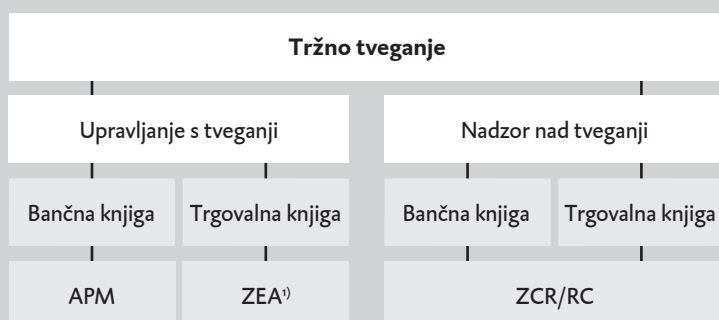 Tržno tveganje
Upravljanje s tveganji
Nadzor nad tveganji
Bančna knjiga
Trgovalna knjiga
Bančna knjiga
Trgovalna knjiga
APM
ZEA¹⁾
ZCR/RC